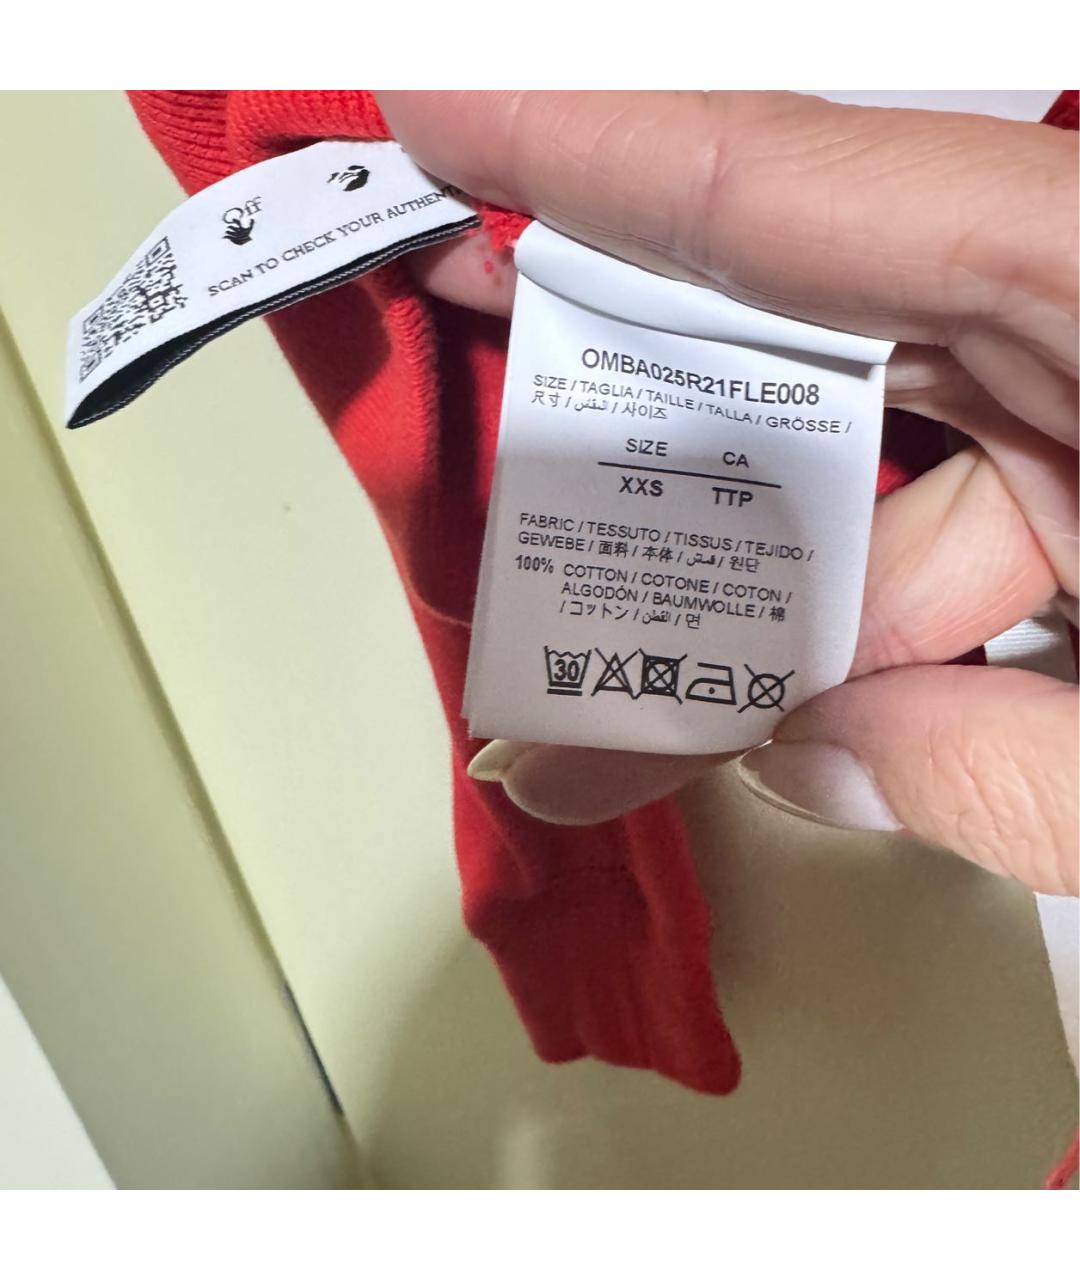 Off
SCAN TO CHECK YOUR
OMBA025R21FLE008
SIZE / TAGLIA / TAILLE / TALLA / GRÖSSE /
尺寸 / المقاس / 사이즈
SIZE CA
XXS TTP
FABRIC / TESSUTO / TISSUS / TEJIDO /
GEWEBE / 面料 / 本体 / قماش / 원단
100% COTTON / COTONE / COTON /
ALGODÓN / BAUMWOLLE / 棉
/ コットン / القطن / 면
30